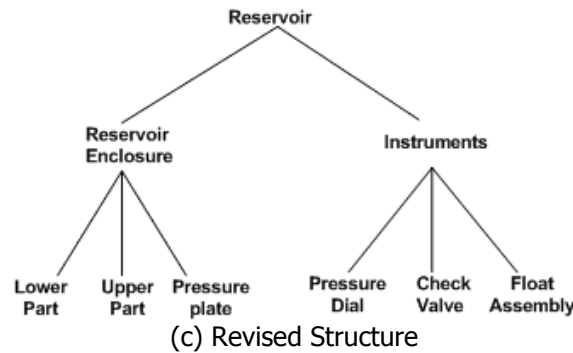 Reservoir
Reservoir
Enclosure
Instruments
Lower
Part
Upper
Part
Pressure
plate
Pressure
Dial
Check
Valve
Float
Assembly
(c) Revised Structure